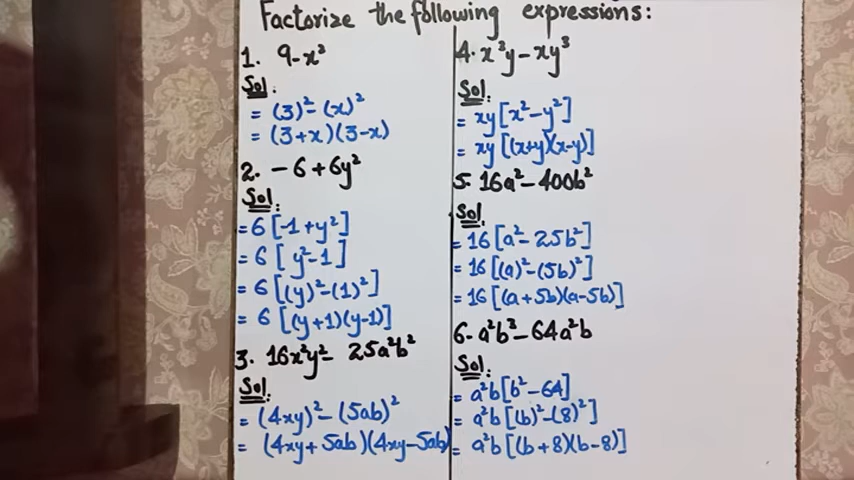 Factorize the following expressions:
1. 9-x²
Sol:
= (3)² - (x)²
= (3+x)(3-x)
2. -6+6y²
Sol:
= 6[-1+y²]
= 6[y²-1]
= 6[(y)²-(1)²]
= 6[(y+1)(y-1)]
3. 16x²y² - 25a²b²
Sol:
= (4xy)² - (5ab)²
= (4xy+5ab)(4xy-5ab)
4. x³y - xy³
Sol:
= xy[x²-y²]
= xy[(x+y)(x-y)]
5. 16a² - 400b²
Sol.
= 16[a²-25b²]
= 16[(a)²-(5b)²]
= 16[(a+5b)(a-5b)]
6. a²b³ - 64a²b
Sol:
= a²b[b²-64]
= a²b[(b)²-(8)²]
= a²b[(b+8)(b-8)]